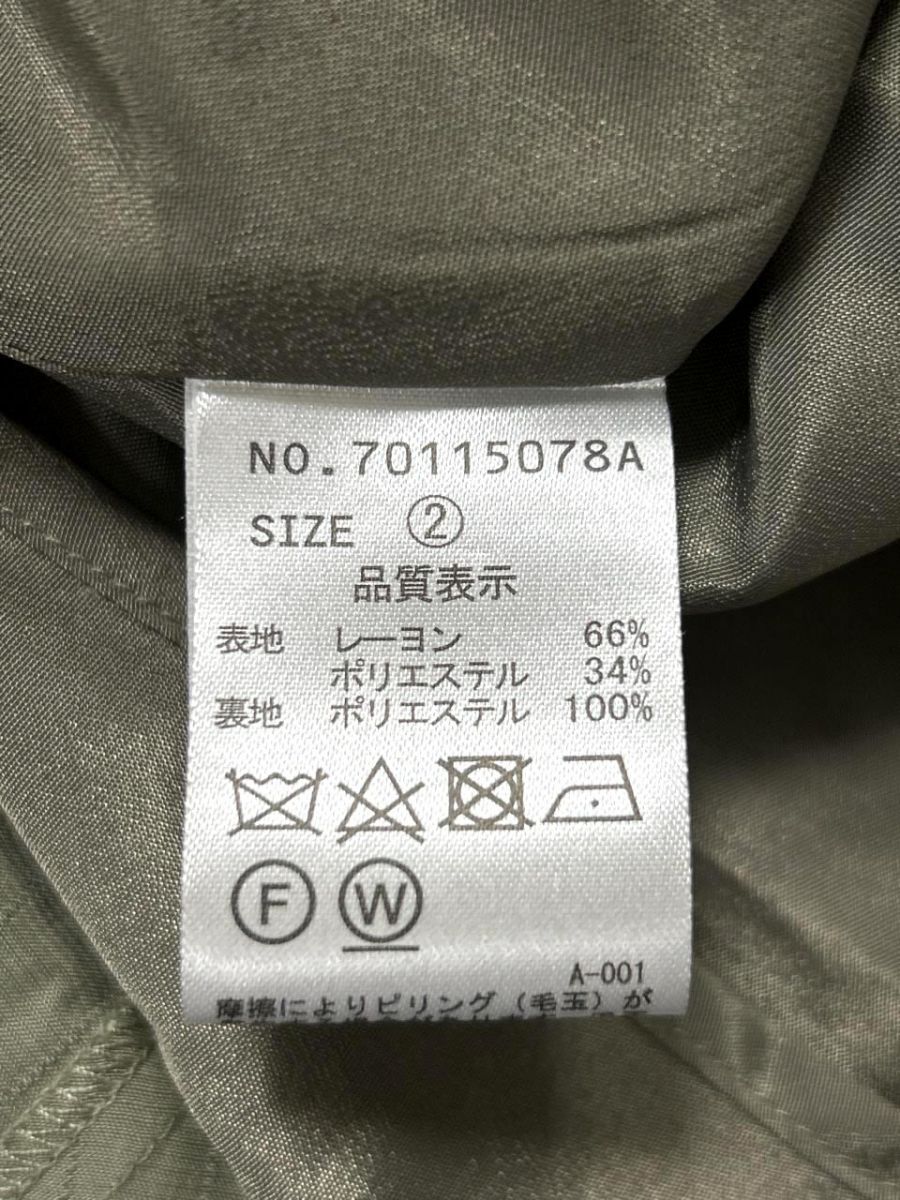 NO.70115078A
SIZE ②
品質表示
表地 レーヨン 66%
ポリエステル 34%
裏地 ポリエステル 100%
F W
A-001
摩擦によりピリング(毛玉)が